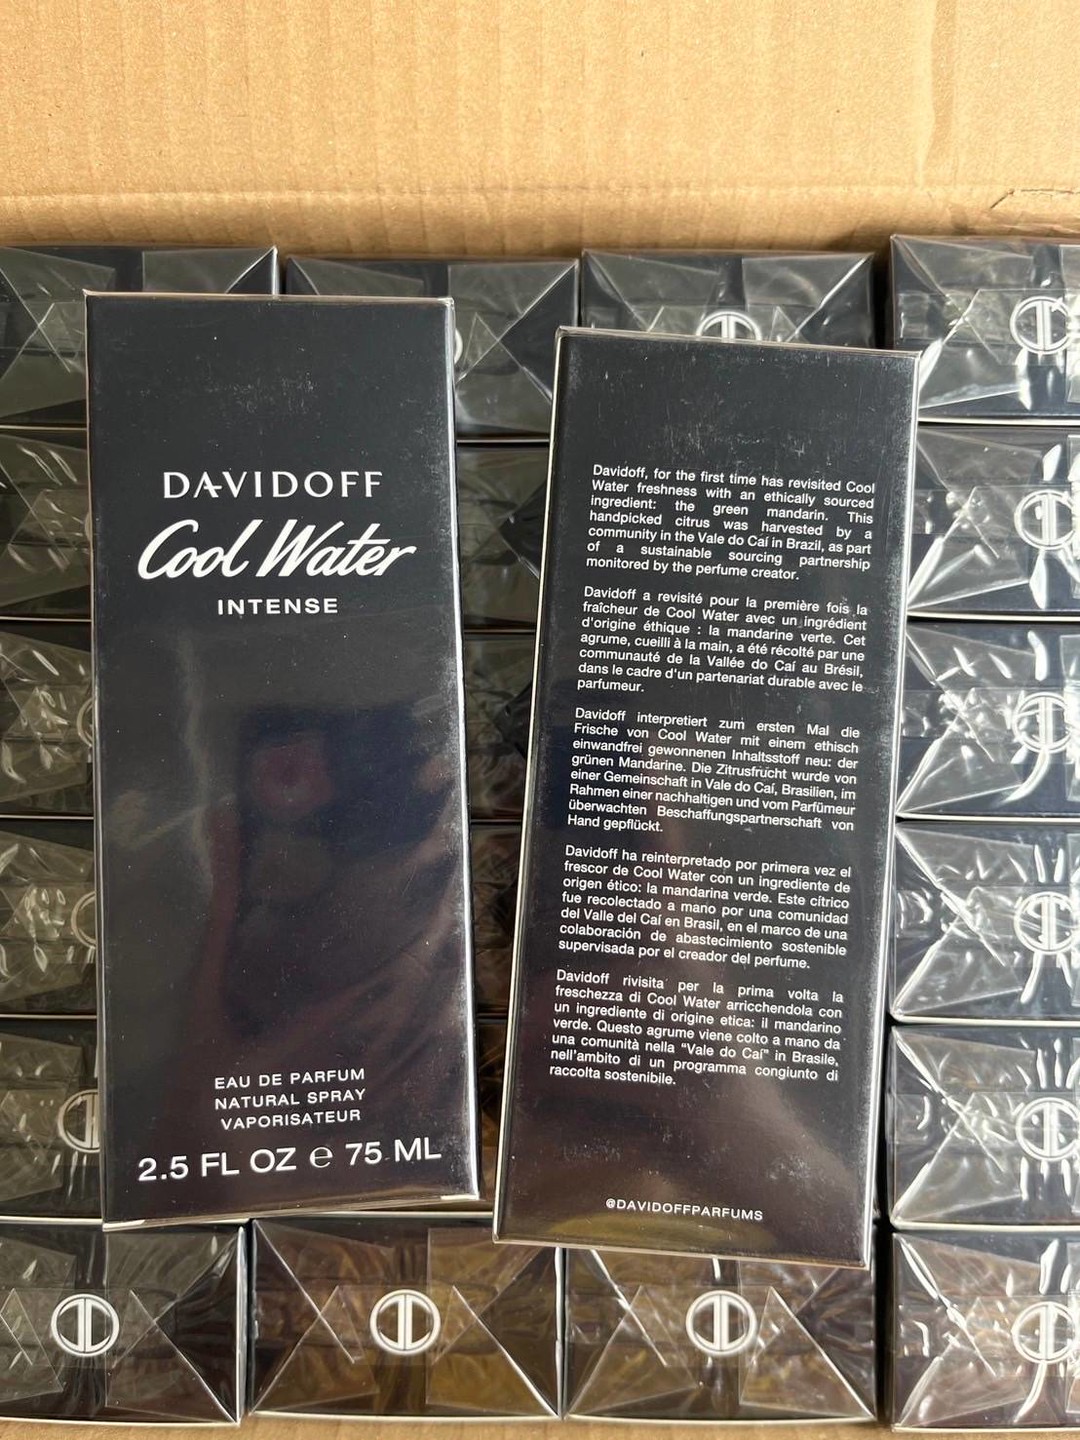 DAVIDOFF
Cool Water
INTENSE
EAU DE PARFUM
NATURAL SPRAY
VAPORISATEUR
2.5 FL OZ ℮ 75 ML
Davidoff, for the first time has revisited Cool
Water freshness with an ethically sourced
ingredient: the green mandarin. This
handpicked citrus was harvested by a
community in the Vale do Caí in Brazil, as part
of a sustainable sourcing partnership
monitored by the perfume creator.
Davidoff a revisité pour la première fois la
fraîcheur de Cool Water avec un ingrédient
d'origine éthique : la mandarine verte. Cet
agrume, cueilli à la main, a été récolté par une
communauté de la Vallée do Caí au Brésil,
dans le cadre d'un partenariat durable avec le
parfumeur.
Davidoff interpretiert zum ersten Mal die
Frische von Cool Water mit einem ethisch
einwandfrei gewonnenen Inhaltsstoff neu: der
grünen Mandarine. Die Zitrusfrucht wurde von
einer Gemeinschaft in Vale do Caí, Brasilien, im
Rahmen einer nachhaltigen und vom Parfümeur
überwachten Beschaffungspartnerschaft von
Hand gepflückt.
Davidoff ha reinterpretado por primera vez el
frescor de Cool Water con un ingrediente de
origen ético: la mandarina verde. Este cítrico
fue recolectado a mano por una comunidad
del Valle del Caí en Brasil, en el marco de una
colaboración de abastecimiento sostenible
supervisada por el creador del perfume.
Davidoff rivisita per la prima volta la
freschezza di Cool Water arricchendola con
un ingrediente di origine etica: il mandarino
verde. Questo agrume viene colto a mano da
una comunità nella "Vale do Caí" in Brasile,
nell'ambito di un programma congiunto di
raccolta sostenibile.
@DAVIDOFFPARFUMS